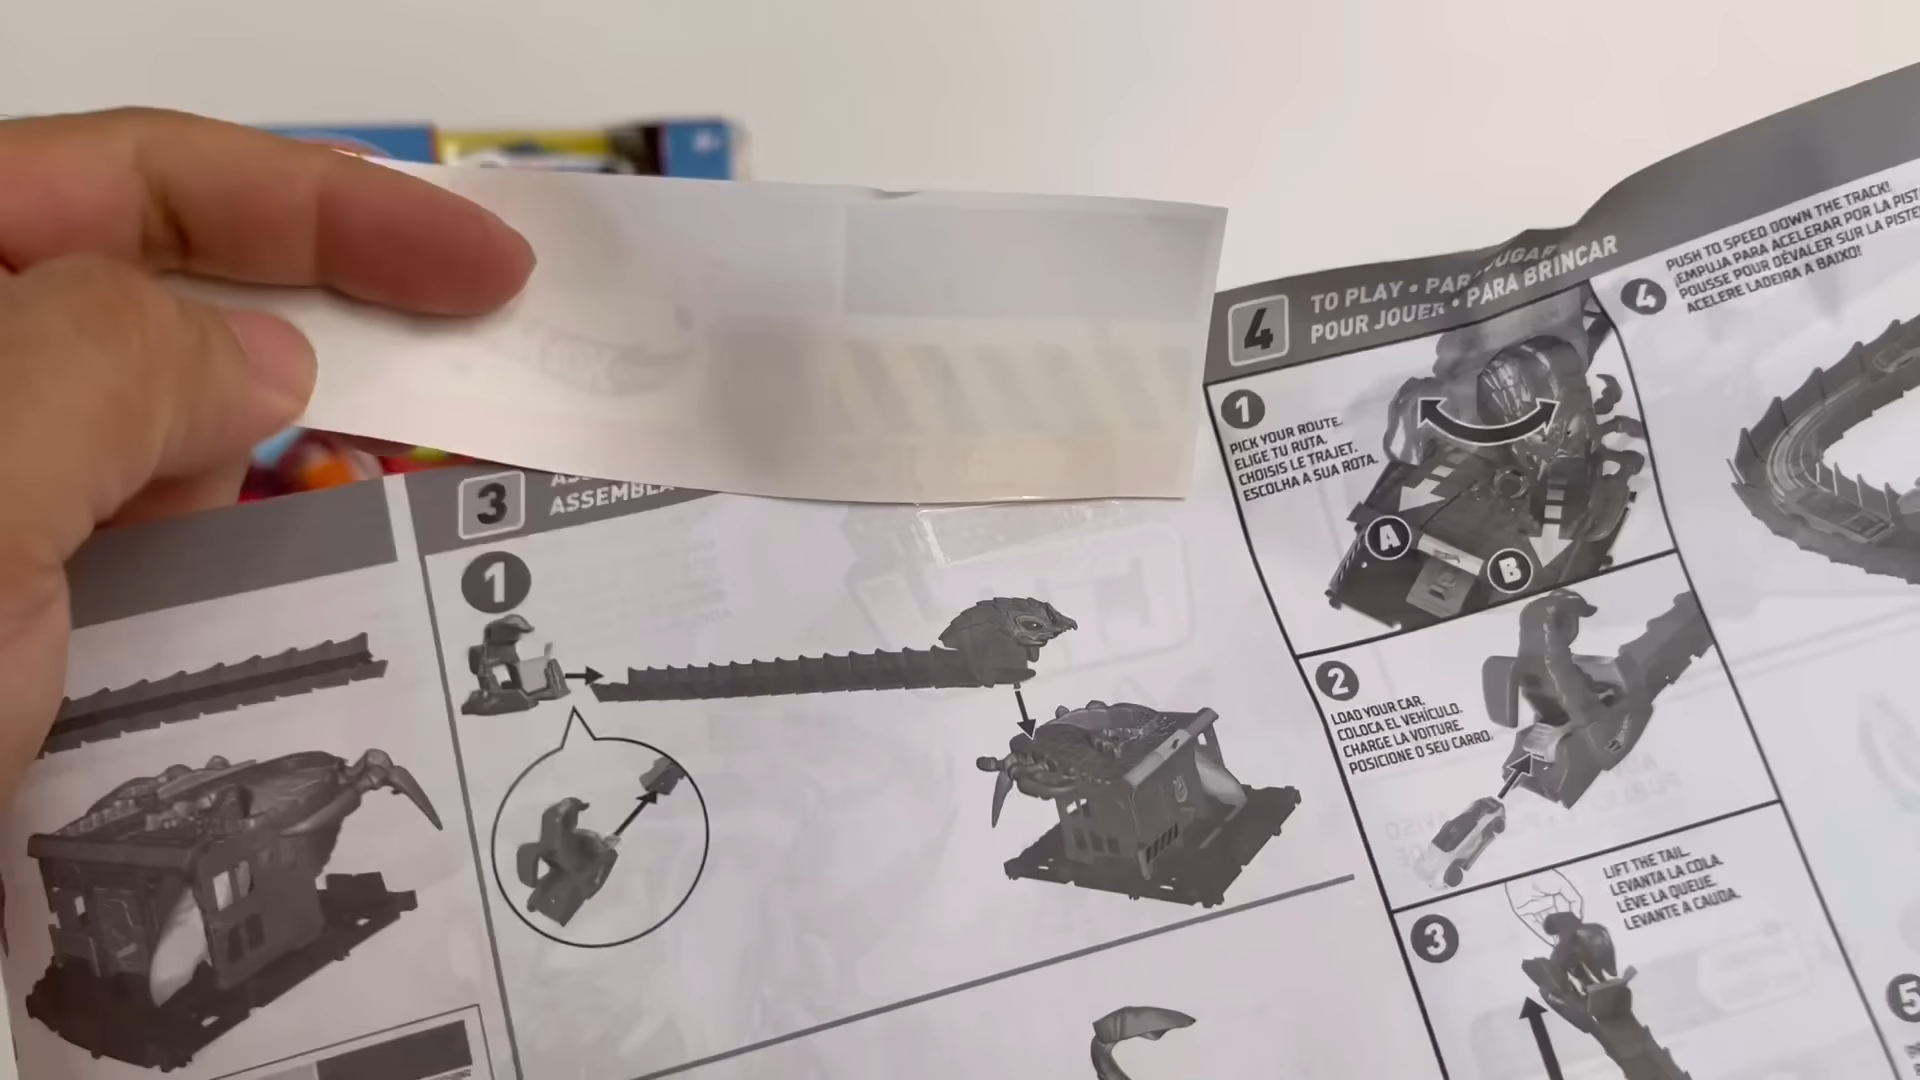 3
ASSEMBLA
1
4
TO PLAY • PARA JUGAR
POUR JOUER • PARA BRINCAR
1
PICK YOUR ROUTE.
ELIGE TU RUTA.
CHOISIS LE TRAJET.
ESCOLHA A SUA ROTA.
A
B
2
LOAD YOUR CAR.
COLOCA EL VEHÍCULO.
CHARGE LA VOITURE.
POSICIONE O SEU CARRO.
3
LIFT THE TAIL.
LEVANTA LA COLA.
LÈVE LA QUEUE.
LEVANTE A CAUDA.
4
PUSH TO SPEED DOWN THE TRACK!
¡EMPUJA PARA ACELERAR POR LA PIST
POUSSE POUR DÉVALER SUR LA PISTE
ACELERE LADEIRA A BAIXO!
5